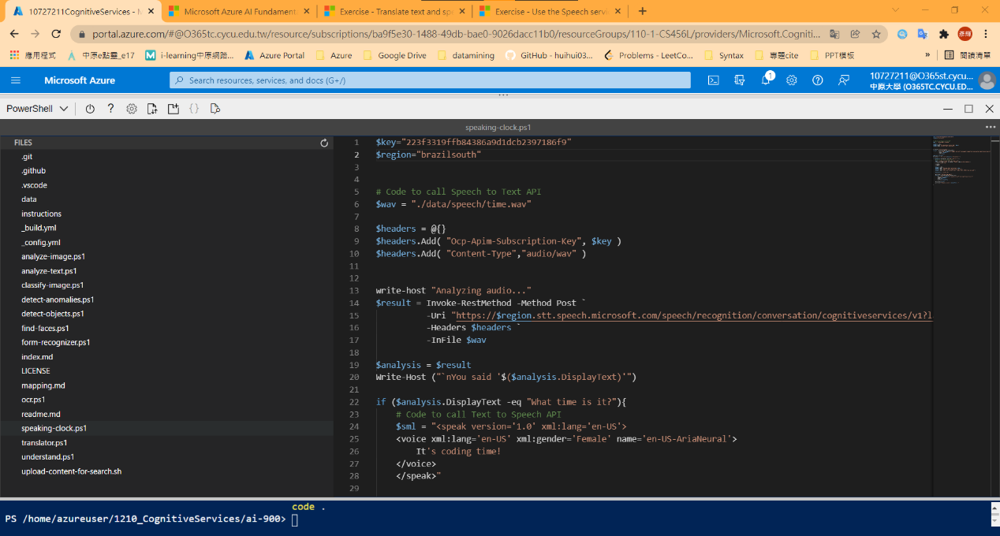 10727211CognitiveServices - M
Microsoft Azure AI Fundament
Exercise - Translate text and spe
Exercise - Use the Speech servi
portal.azure.com/#@O365tc.cycu.edu.tw/resource/subscriptions/ba9f5e30-1488-49db-bae0-9026dacc11b0/resourceGroups/110-1-CS456L/providers/Microsoft.Cogniti...
應用程式
中原e點靈_e17
i-learning中原網路...
Azure Portal
Azure
Google Drive
datamining
GitHub - huihui03...
Problems - LeetCo...
Syntax
專題cite
PPT模板
»
閱讀清單
Microsoft Azure
Search resources, services, and docs (G+/)
1
10727211@O365st.cycu...
中原大學 (O365TC.CYCU.ED...
PowerShell
speaking-clock.ps1
FILES
.git
.github
.vscode
data
instructions
_build.yml
_config.yml
analyze-image.ps1
analyze-text.ps1
classify-image.ps1
detect-anomalies.ps1
detect-objects.ps1
find-faces.ps1
form-recognizer.ps1
index.md
LICENSE
mapping.md
ocr.ps1
readme.md
speaking-clock.ps1
translator.ps1
understand.ps1
upload-content-for-search.sh
1 $key="223f3319ffb84386a9d1dcb2397186f9"
2 $region="brazilsouth"
3
4
5 # Code to call Speech to Text API
6 $wav = "./data/speech/time.wav"
7
8 $headers = @{}
9 $headers.Add( "Ocp-Apim-Subscription-Key", $key )
10 $headers.Add( "Content-Type","audio/wav" )
11
12
13 write-host "Analyzing audio..."
14 $result = Invoke-RestMethod -Method Post `
15 -Uri "https://$region.stt.speech.microsoft.com/speech/recognition/conversation/cognitiveservices/v1?l
16 -Headers $headers `
17 -InFile $wav
18
19 $analysis = $result
20 Write-Host ("`nYou said '$($analysis.DisplayText)'")
21
22 if ($analysis.DisplayText -eq "What time is it?"){
23 # Code to call Text to Speech API
24 $sml = "<speak version='1.0' xml:lang='en-US'>
25 <voice xml:lang='en-US' xml:gender='Female' name='en-US-AriaNeural'>
26 It's coding time!
27 </voice>
28 </speak>"
29
code .
PS /home/azureuser/1210_CognitiveServices/ai-900>